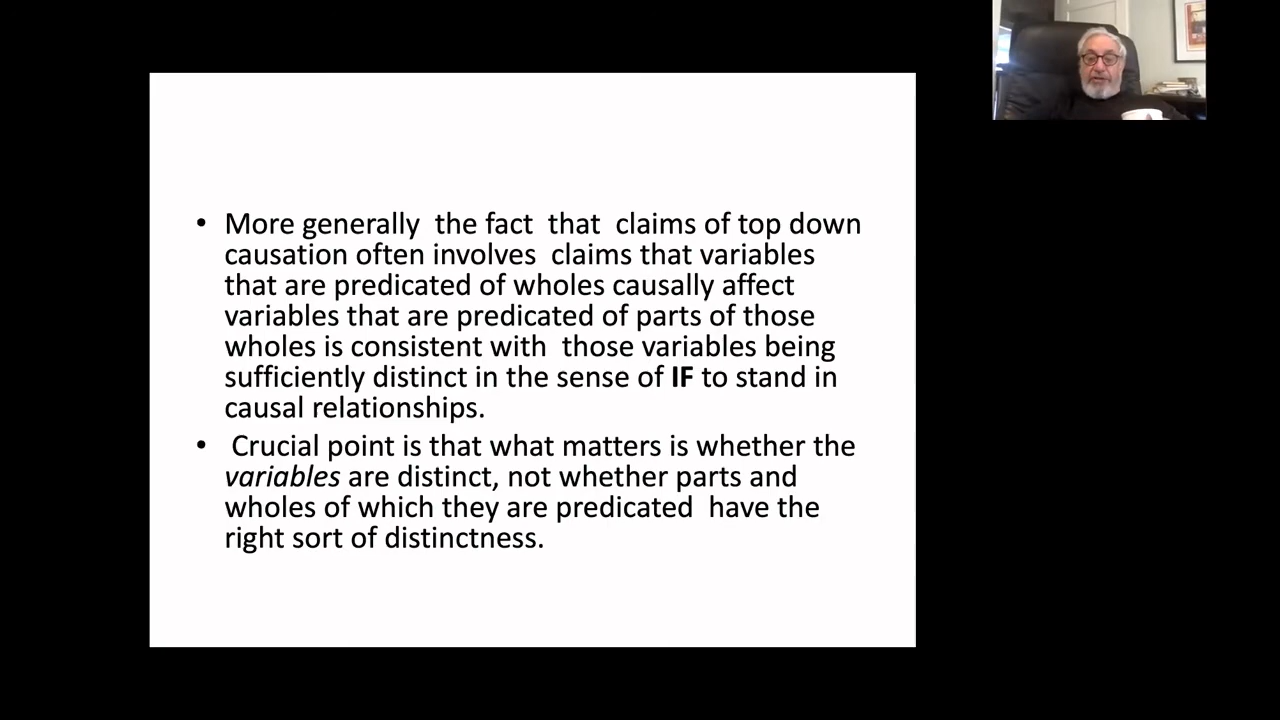 • More generally the fact that claims of top down
causation often involves claims that variables
that are predicated of wholes causally affect
variables that are predicated of parts of those
wholes is consistent with those variables being
sufficiently distinct in the sense of IF to stand in
causal relationships.
• Crucial point is that what matters is whether the
variables are distinct, not whether parts and
wholes of which they are predicated have the
right sort of distinctness.